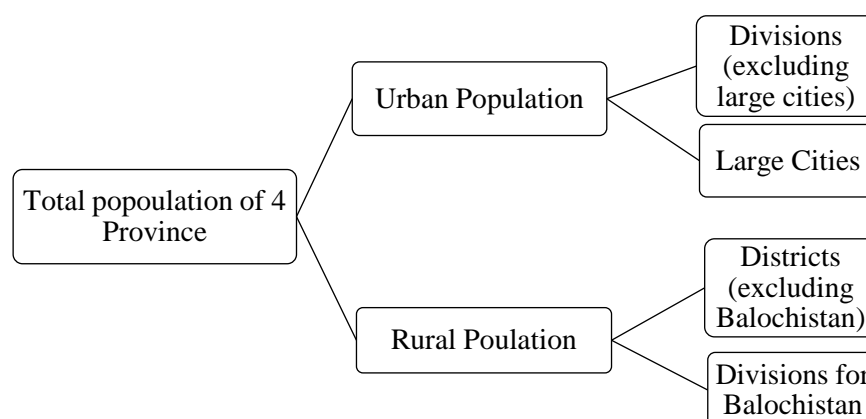 Divisions
(excluding
large cities)
Urban Population
Large Cities
Total popoulation of 4
Province
Districts
(excluding
Balochistan)
Rural Poulation
Divisions for
Balochistan